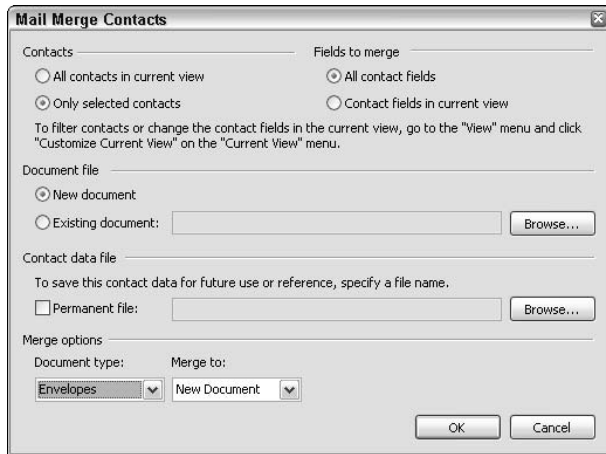 Mail Merge Contacts
Contacts
All contacts in current view
Only selected contacts
Fields to merge
All contact fields
Contact fields in current view
To filter contacts or change the contact fields in the current view, go to the "View" menu and click
"Customize Current View" on the "Current View" menu.
Document file
New document
Existing document:
Browse...
Contact data file
To save this contact data for future use or reference, specify a file name.
Permanent file:
Browse...
Merge options
Document type:
Merge to:
Envelopes
New Document
OK
Cancel